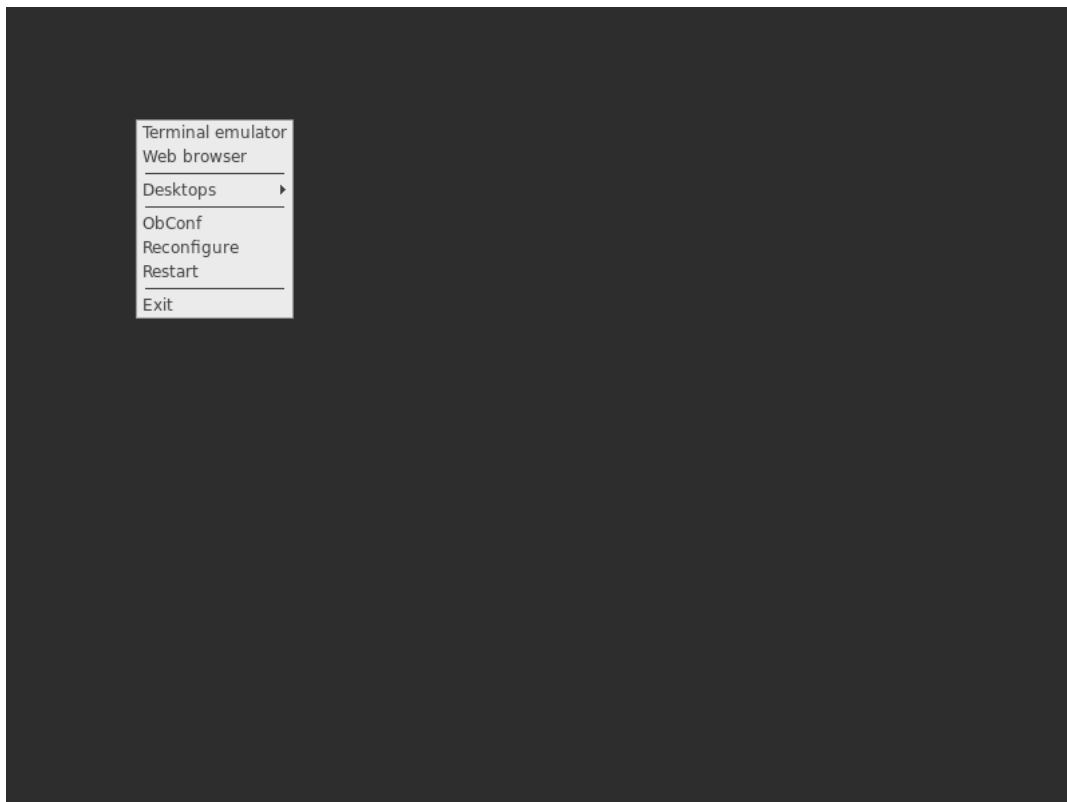 Terminal emulator
Web browser
Desktops
ObConf
Reconfigure
Restart
Exit